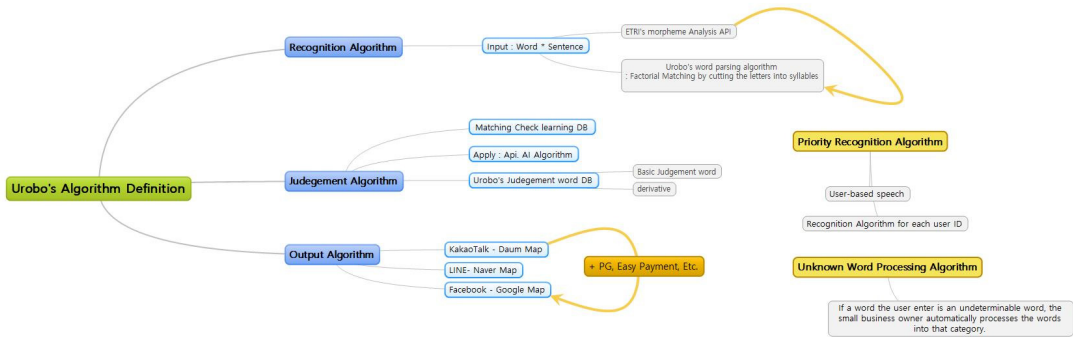 Urobo's Algorithm Definition
Recognition Algorithm
Input : Word * Sentence
ETRI's morpheme Analysis API
Urobo's word parsing algorithm
: Factorial Matching by cutting the letters into syllables
Judegement Algorithm
Matching Check learning DB
Apply : Api. AI Algorithm
Urobo's Judegement word DB
Basic Judgement word
derivative
Output Algorithm
KakaoTalk - Daum Map
LINE- Naver Map
Facebook - Google Map
+ PG, Easy Payment, Etc.
Priority Recognition Algorithm
User-based speech
Recognition Algorithm for each user ID
Unknown Word Processing Algorithm
If a word the user enter is an undeterminable word, the
small business owner automatically processes the words
into that category.